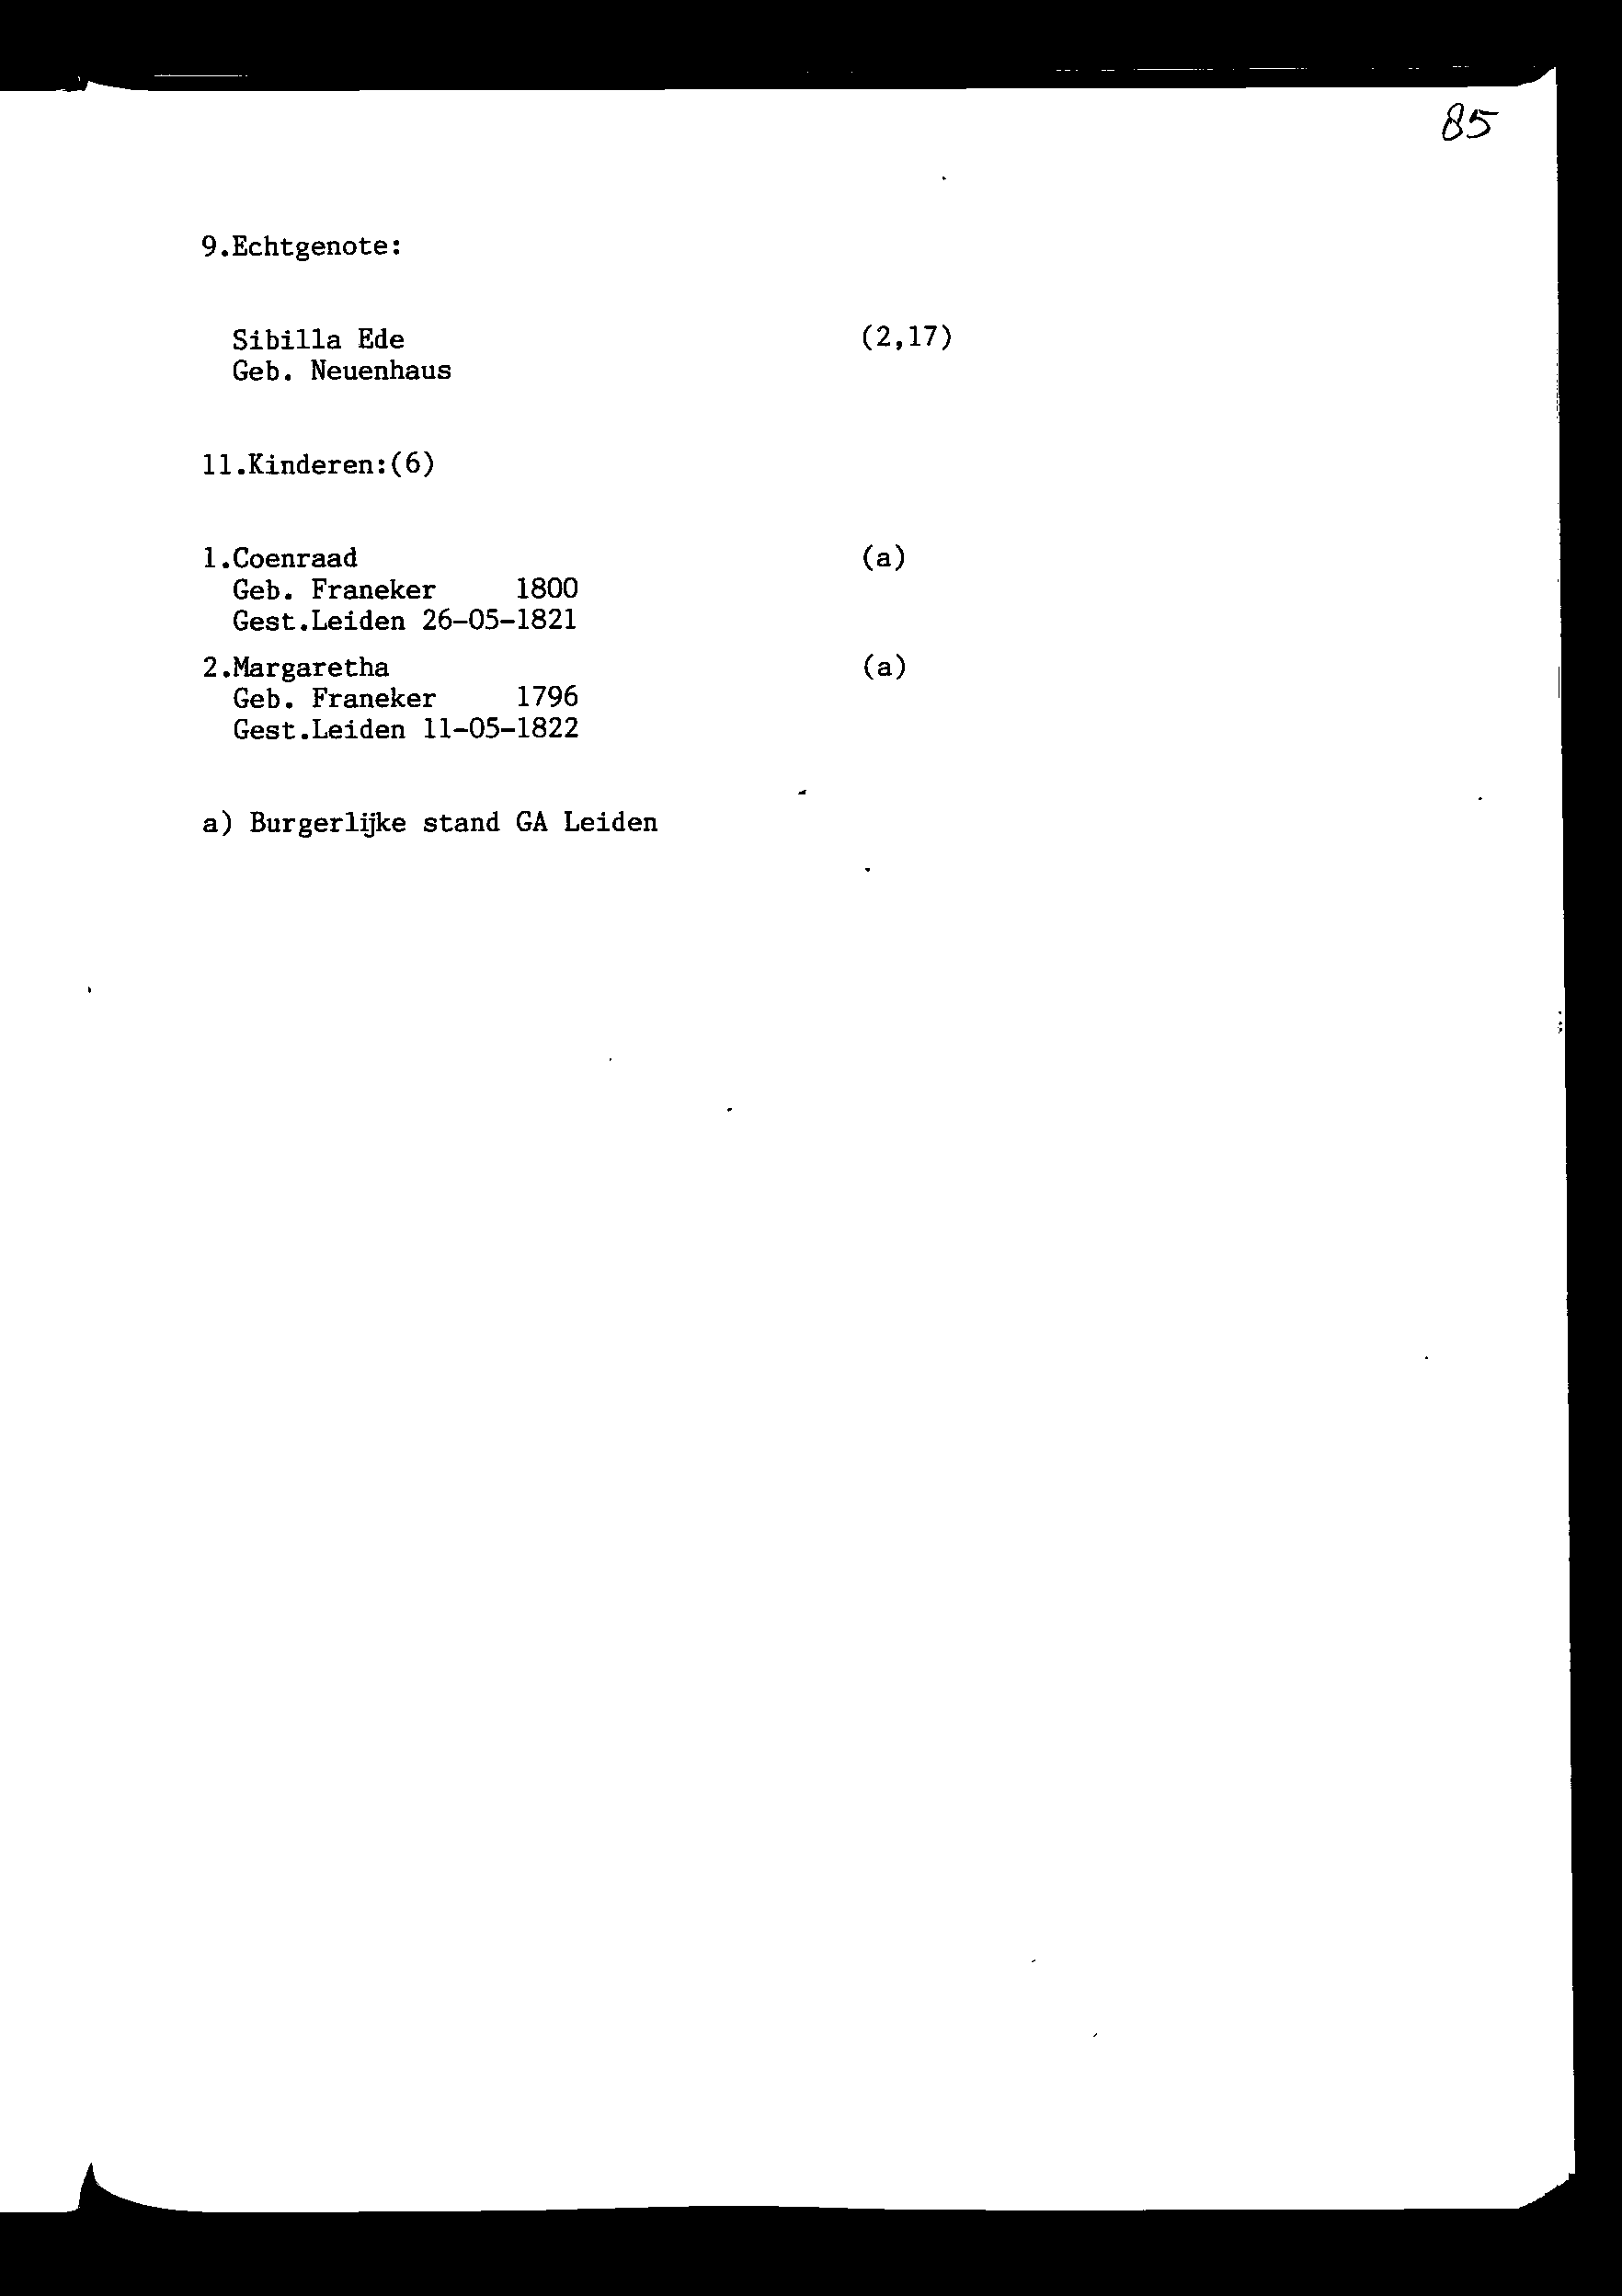 85
9.Echtgenote:
Sibilla Ede (2,17)
Geb. Neuenhaus
11.Kinderen:(6)
1.Coenraad (a)
Geb. Franeker 1800
Gest.Leiden 26-05-1821
2.Margaretha (a)
Geb. Franeker 1796
Gest.Leiden 11-05-1822
a) Burgerlijke stand GA Leiden